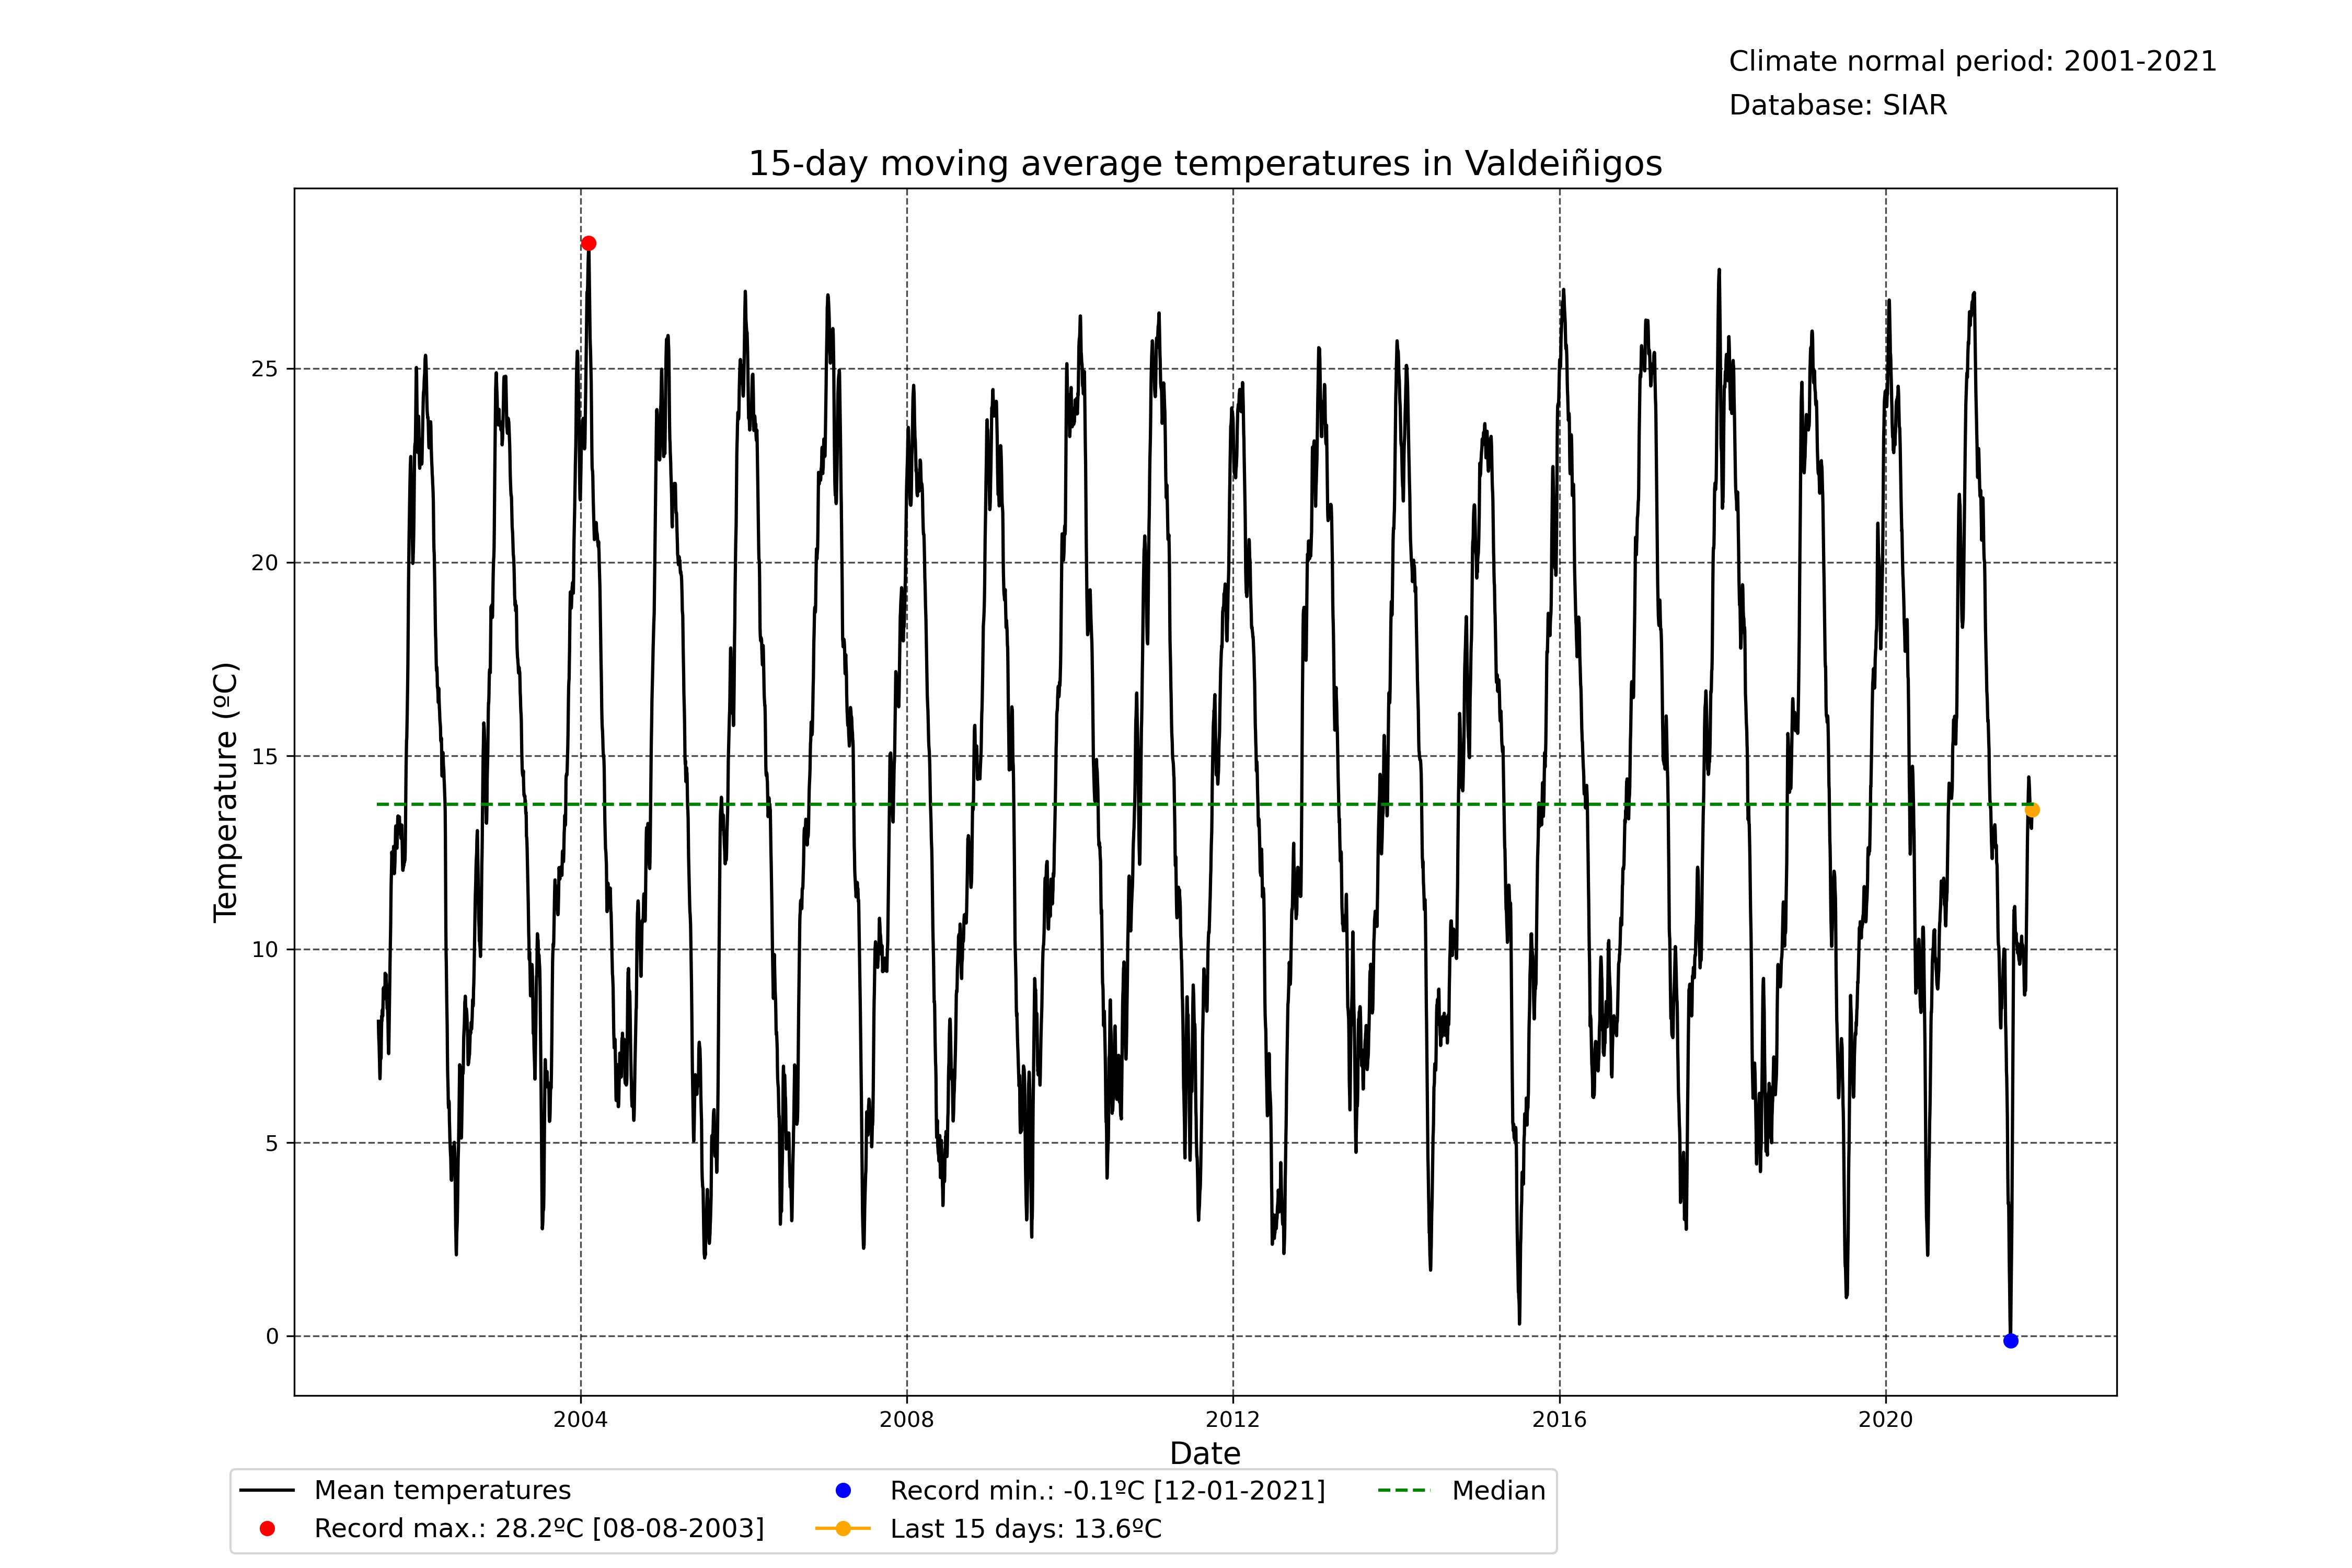 Climate normal period: 2001-2021
Database: SIAR
15-day moving average temperatures in Valdeiñigos
25
20
15
10
5
0
Temperature (ºC)
2004 2008 2012 2016 2020
Date
Mean temperatures
Record max.: 28.2ºC [08-08-2003]
Record min.: -0.1ºC [12-01-2021]
Last 15 days: 13.6ºC
Median